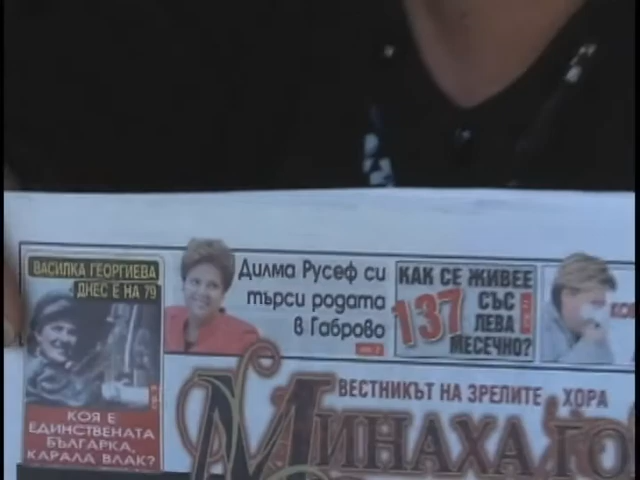 ВАСИЛКА ГЕОРГИЕВА
ДНЕС Е НА 79
КОЯ Е
ЕДИНСТВЕНАТА
БЪЛГАРКА,
КАРАЛА ВЛАК?
Дилма Русеф си
търси родата
в Габрово
КАК СЕ ЖИВЕЕ
137 СЪС
ЛЕВА
МЕСЕЧНО?
ВЕСТНИКЪТ НА ЗРЕЛИТЕ ХОРА
МИНАХА ГО